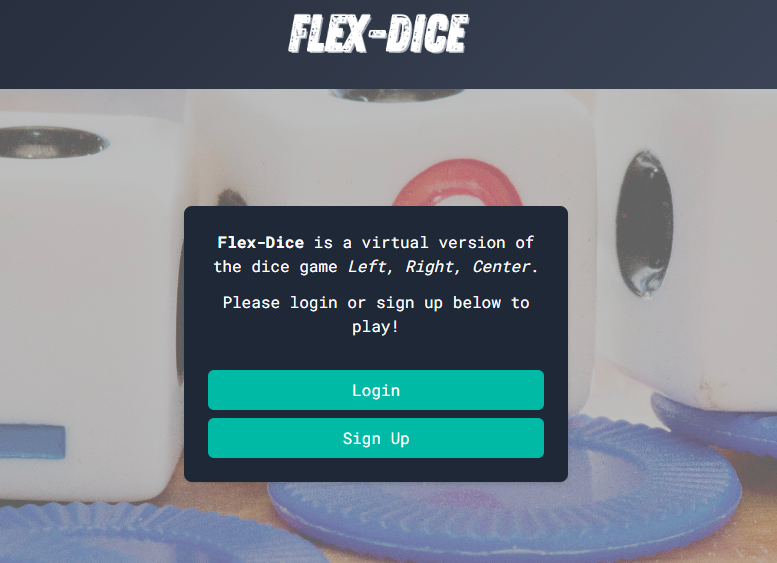 FLEX-DICE
Flex-Dice is a virtual version of
the dice game Left, Right, Center.
Please login or sign up below to
play!
Login
Sign Up